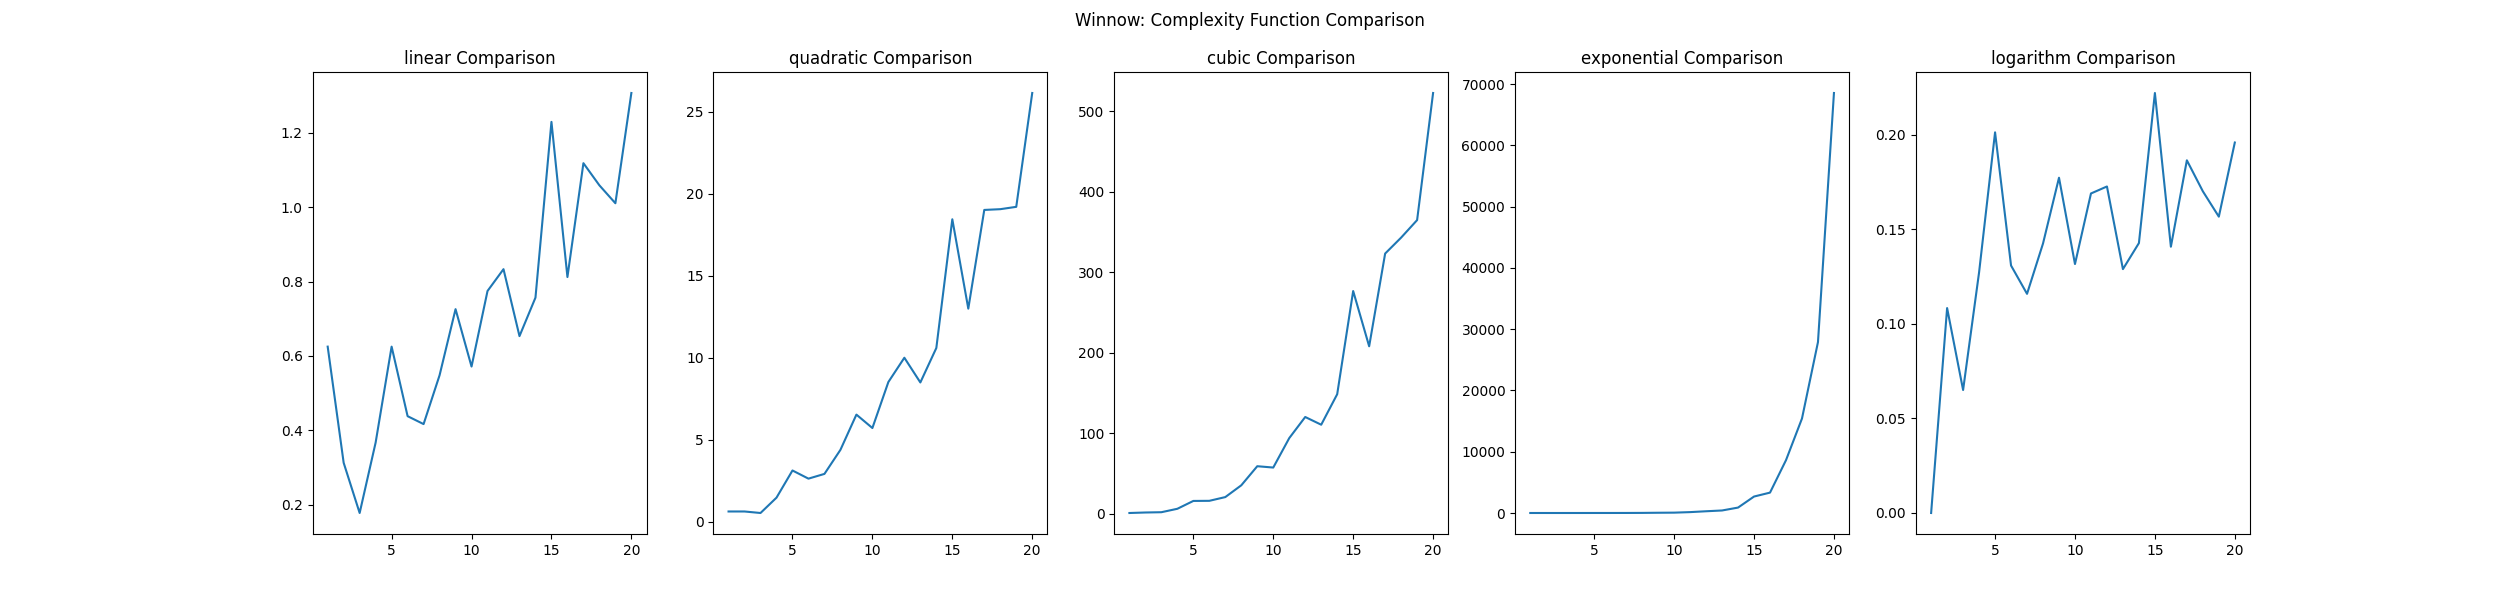 Winnow: Complexity Function Comparison
linear Comparison
1.2
1.0
0.8
0.6
0.4
0.2
5 10 15 20
quadratic Comparison
25
20
15
10
5
0
5 10 15 20
cubic Comparison
500
400
300
200
100
0
5 10 15 20
exponential Comparison
70000
60000
50000
40000
30000
20000
10000
0
5 10 15 20
logarithm Comparison
0.20
0.15
0.10
0.05
0.00
5 10 15 20